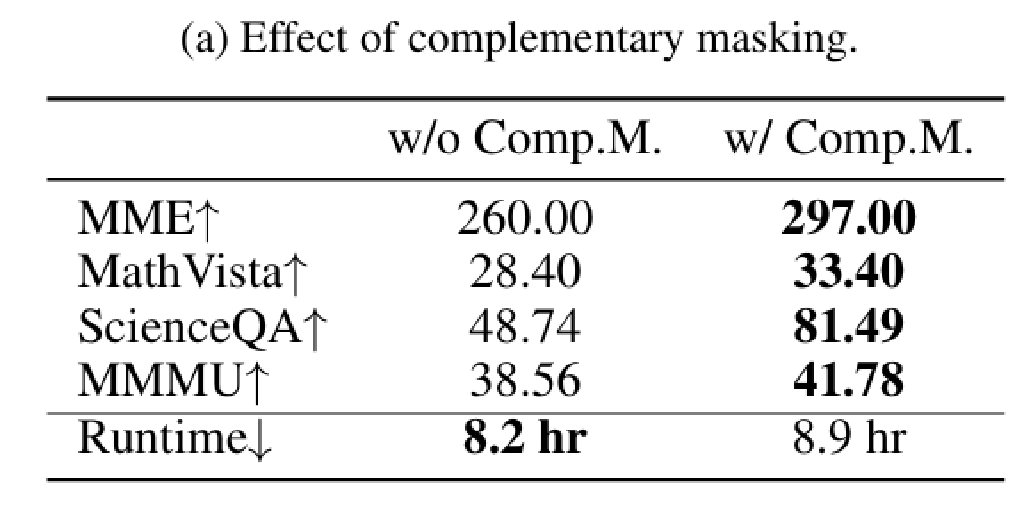 (a) Effect of complementary masking.
w/o Comp.M. w/ Comp.M.
MME↑ 260.00 297.00
MathVista↑ 28.40 33.40
ScienceQA↑ 48.74 81.49
MMMU↑ 38.56 41.78
Runtime↓ 8.2 hr 8.9 hr